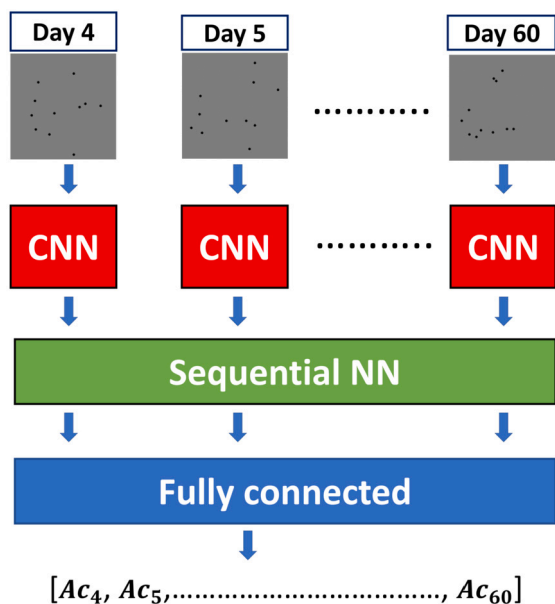 Day 4 Day 5 Day 60
............
CNN CNN ............ CNN
Sequential NN
Fully connected
[Ac₄, Ac₅,……………………………, Ac₆₀]